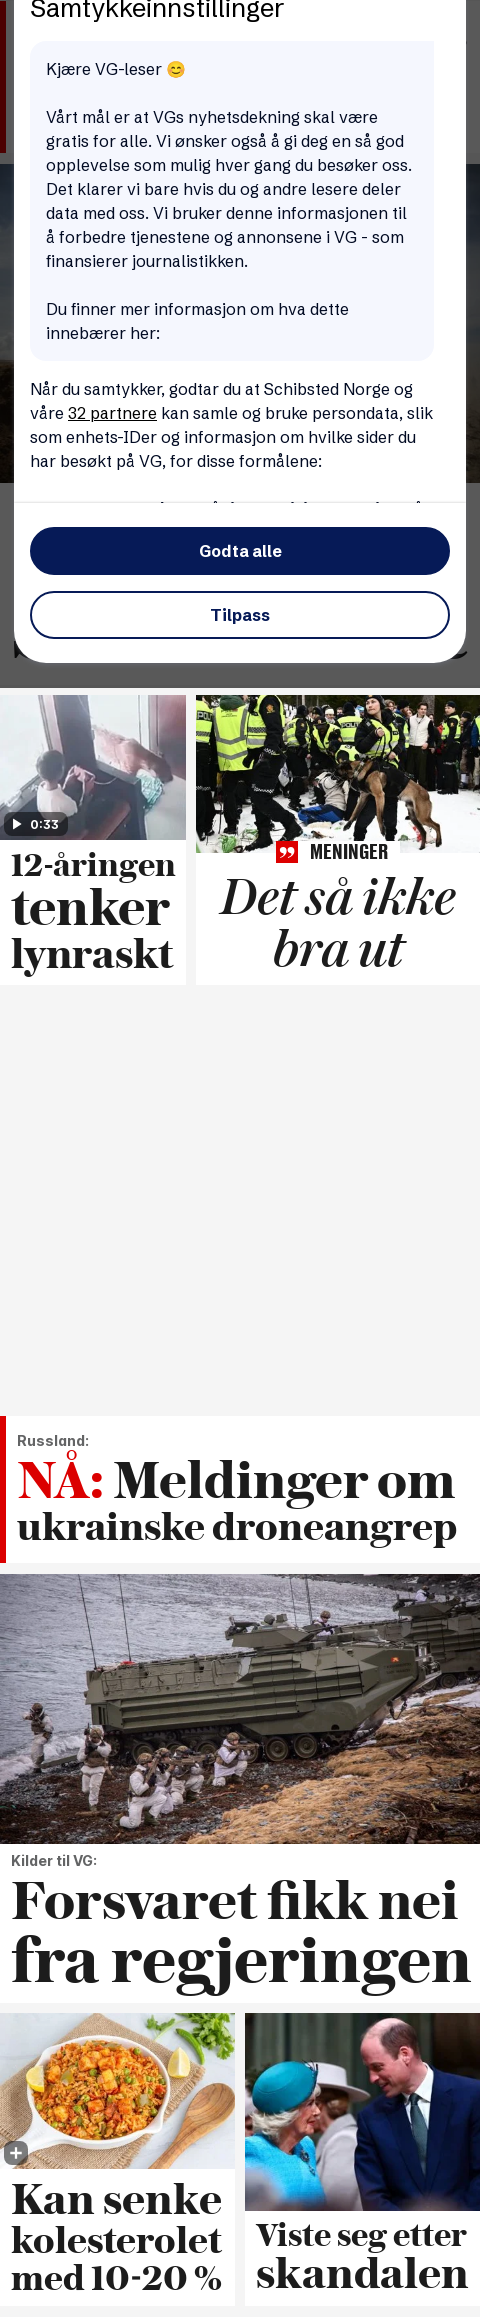 Samtykkeinnstillinger
Kjære VG-leser 😊
Vårt mål er at VGs nyhetsdekning skal være
gratis for alle. Vi ønsker også å gi deg en så god
opplevelse som mulig hver gang du besøker oss.
Det klarer vi bare hvis du og andre lesere deler
data med oss. Vi bruker denne informasjonen til
å forbedre tjenestene og annonsene i VG - som
finansierer journalistikken.
Du finner mer informasjon om hva dette
innebærer her:
Når du samtykker, godtar du at Schibsted Norge og
våre 32 partnere kan samle og bruke persondata, slik
som enhets-IDer og informasjon om hvilke sider du
har besøkt på VG, for disse formålene:
Godta alle
Tilpass
0:33
12-åringen
tenker
lynraskt
MENINGER
Det så ikke
bra ut
Russland:
NÅ: Meldinger om
ukrainske droneangrep
Kilder til VG:
Forsvaret fikk nei
fra regjeringen
Kan senke
kolesterolet
med 10-20 %
Viste seg etter
skandalen